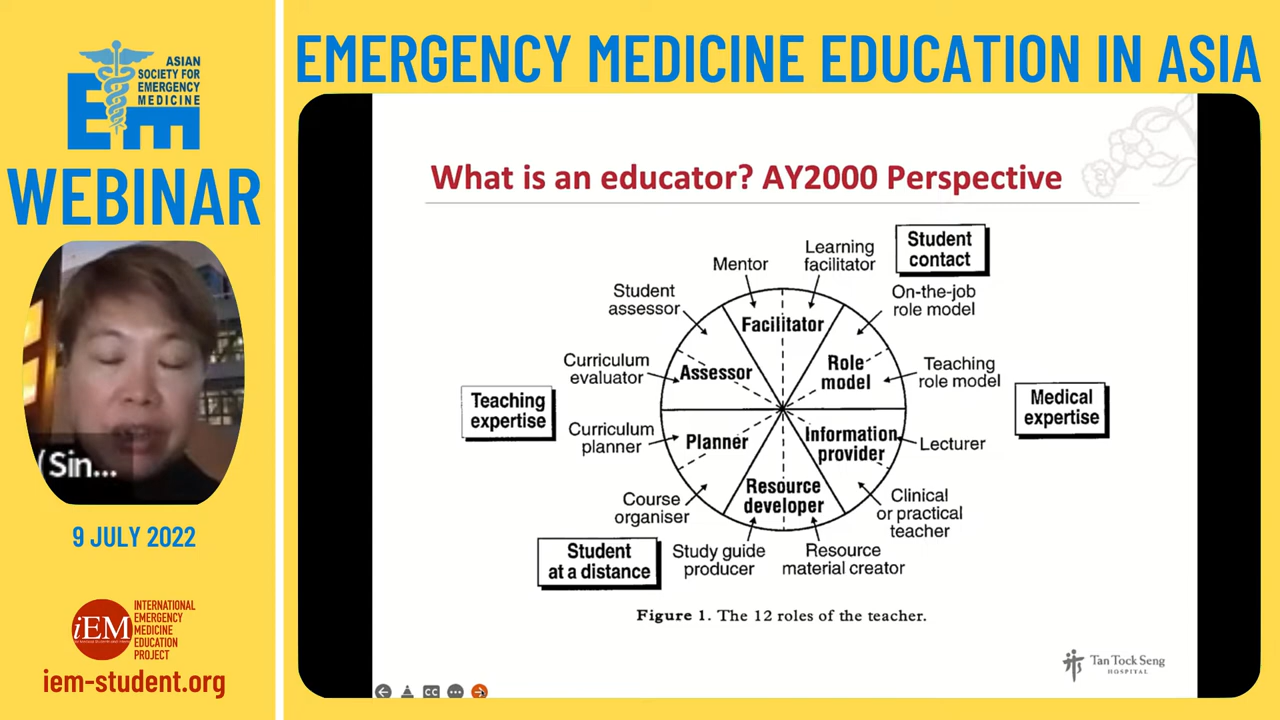 ASIAN
SOCIETY FOR
EMERGENCY
MEDICINE
EM
WEBINAR
(Sin...
9 JULY 2022
iEM
INTERNATIONAL
EMERGENCY
MEDICINE
EDUCATION
PROJECT
iem-student.org
EMERGENCY MEDICINE EDUCATION IN ASIA
What is an educator? AY2000 Perspective
Student
contact
Learning
facilitator
Mentor
Student
assessor
On-the-job
role model
Facilitator
Curriculum
evaluator
Assessor
Role
model
Teaching
role model
Teaching
expertise
Medical
expertise
Curriculum
planner
Planner
Information
provider
Lecturer
Resource
developer
Course
organiser
Clinical
or practical
teacher
Student
at a distance
Study guide
producer
Resource
material creator
Figure 1. The 12 roles of the teacher.
Tan Tock Seng
HOSPITAL
CC